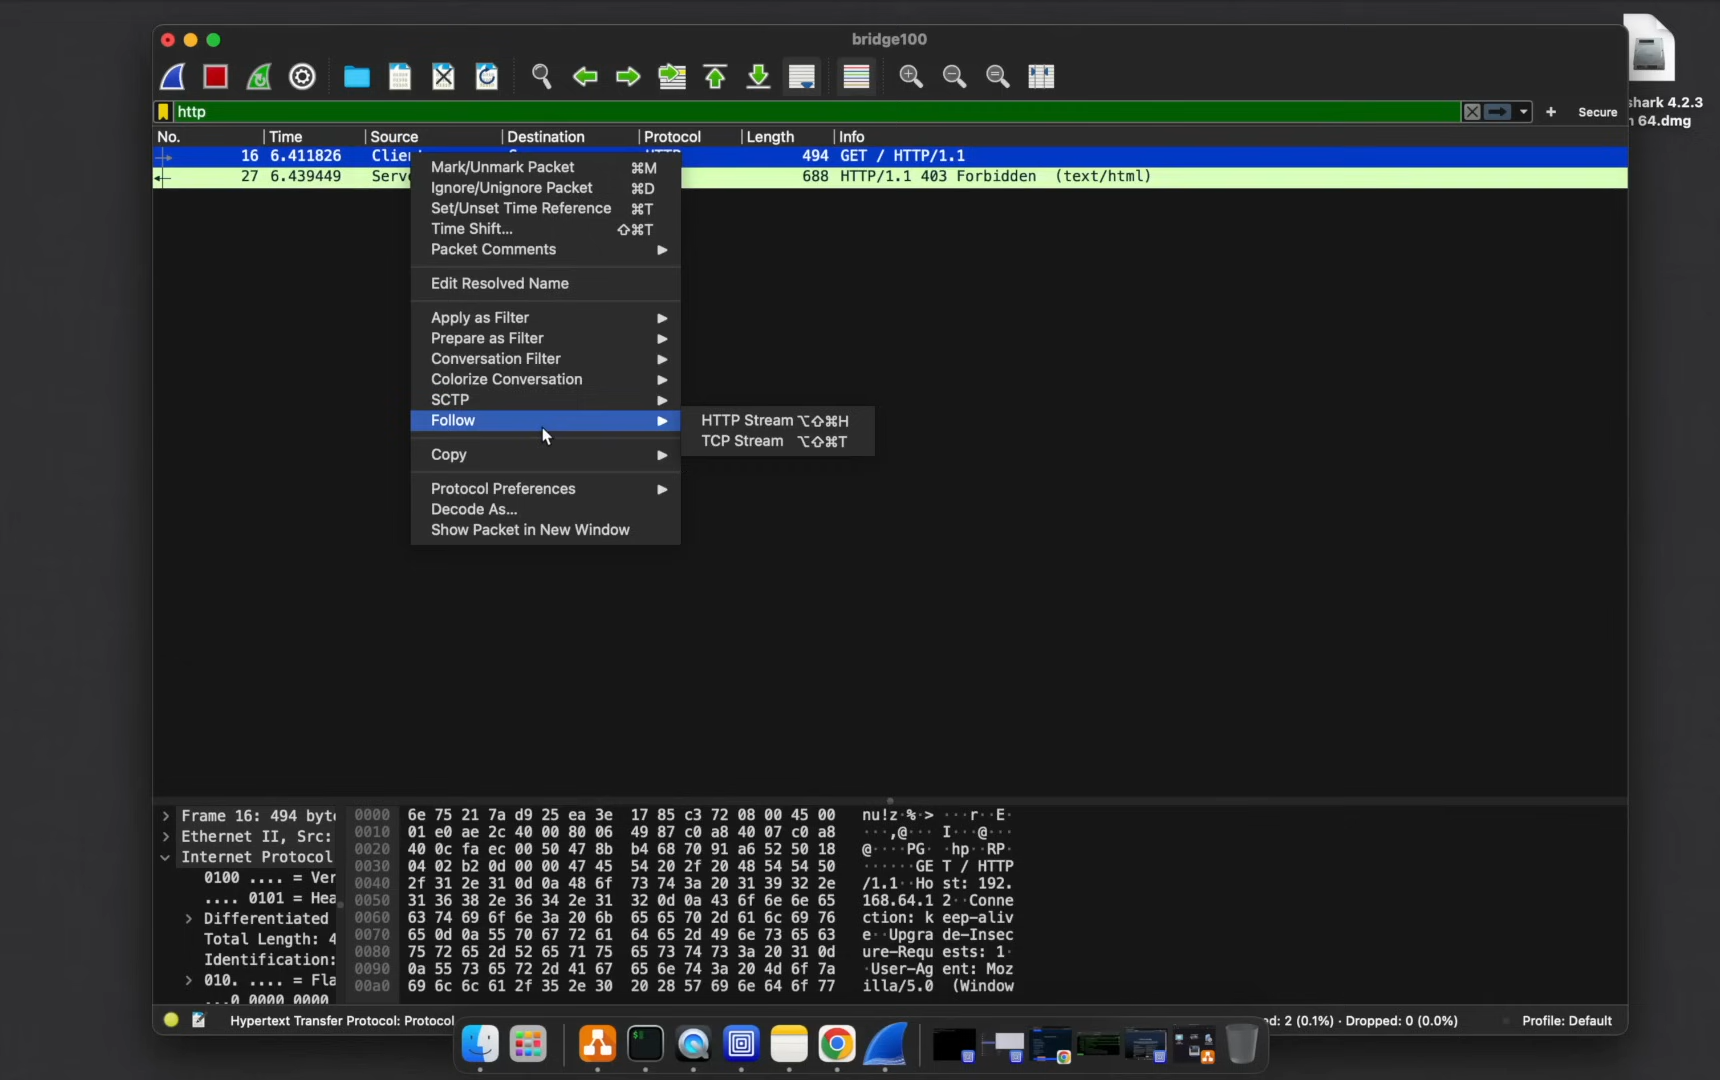 bridge100
shark 4.2.3
64.dmg
http
+ Secure
No. Time Source Destination Protocol Length Info
16 6.411826 494 GET / HTTP/1.1
27 6.439449 688 HTTP/1.1 403 Forbidden (text/html)
Mark/Unmark Packet ⌘M
Ignore/Unignore Packet ⌘D
Set/Unset Time Reference ⌘T
Time Shift... ⇧⌘T
Packet Comments
Edit Resolved Name
Apply as Filter
Prepare as Filter
Conversation Filter
Colorize Conversation
SCTP
Follow
HTTP Stream ⌥⇧⌘H
TCP Stream ⌥⇧⌘T
Copy
Protocol Preferences
Decode As...
Show Packet in New Window
Frame 16: 494 byt
Ethernet II, Src:
Internet Protocol
0100 .... = Ver
.... 0101 = Hea
Differentiated
Total Length: 4
Identification:
010. .... = Fla
...0 0000 0000
0000 6e 75 21 7a d9 25 ea 3e 17 85 c3 72 08 00 45 00 nu!z·%·> ···r··E·
0010 01 e0 ae 2c 40 00 80 06 49 87 c0 a8 40 07 c0 a8 ···,@··· I···@···
0020 40 0c fa ec 00 50 47 8b b4 68 70 91 a6 52 50 18 @····PG· ·hp··RP·
0030 04 02 b2 0d 00 00 47 45 54 20 2f 20 48 54 54 50 ······GE T / HTTP
0040 2f 31 2e 31 0d 0a 48 6f 73 74 3a 20 31 39 32 2e /1.1··Ho st: 192.
0050 31 36 38 2e 36 34 2e 31 32 0d 0a 43 6f 6e 6e 65 168.64.1 2··Conne
0060 63 74 69 6f 6e 3a 20 6b 65 65 70 2d 61 6c 69 76 ction: k eep-aliv
0070 65 0d 0a 55 70 67 72 61 64 65 2d 49 6e 73 65 63 e··Upgra de-Insec
0080 75 72 65 2d 52 65 71 75 65 73 74 73 3a 20 31 0d ure-Requ ests: 1·
0090 0a 55 73 65 72 2d 41 67 65 6e 74 3a 20 4d 6f 7a ·User-Ag ent: Moz
00a0 69 6c 6c 61 2f 35 2e 30 20 28 57 69 6e 64 6f 77 illa/5.0 (Window
Hypertext Transfer Protocol: Protocol
ed: 2 (0.1%) · Dropped: 0 (0.0%)
Profile: Default